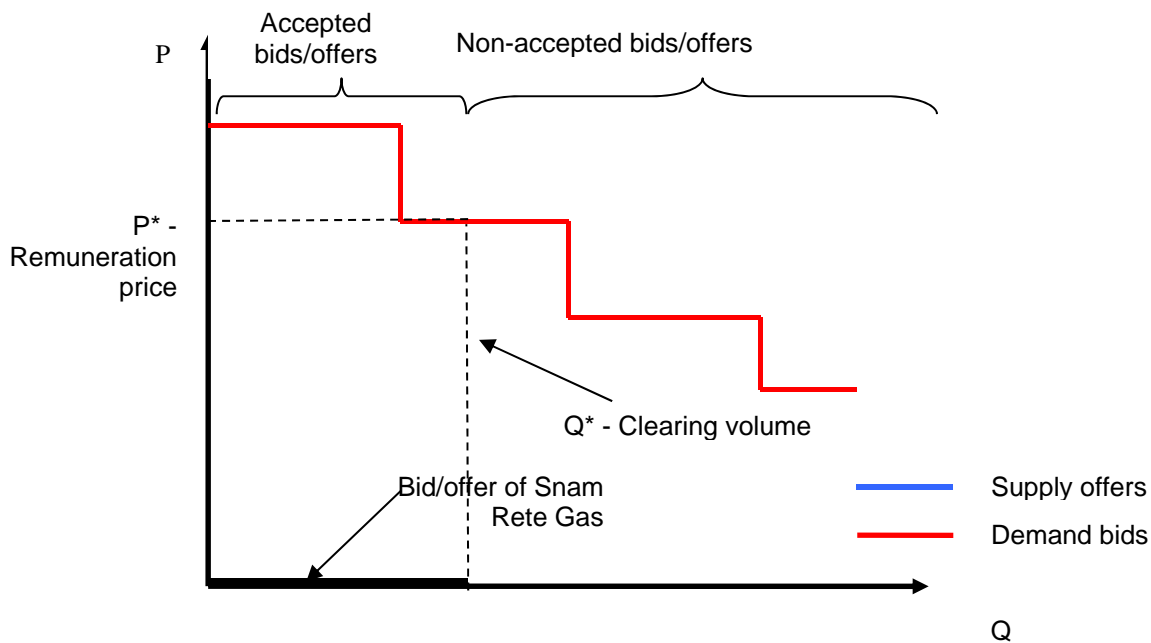 Accepted
bids/offers
Non-accepted bids/offers
P
P* -
Remuneration
price
Q* - Clearing volume
Bid/offer of Snam
Rete Gas
Supply offers
Demand bids
Q